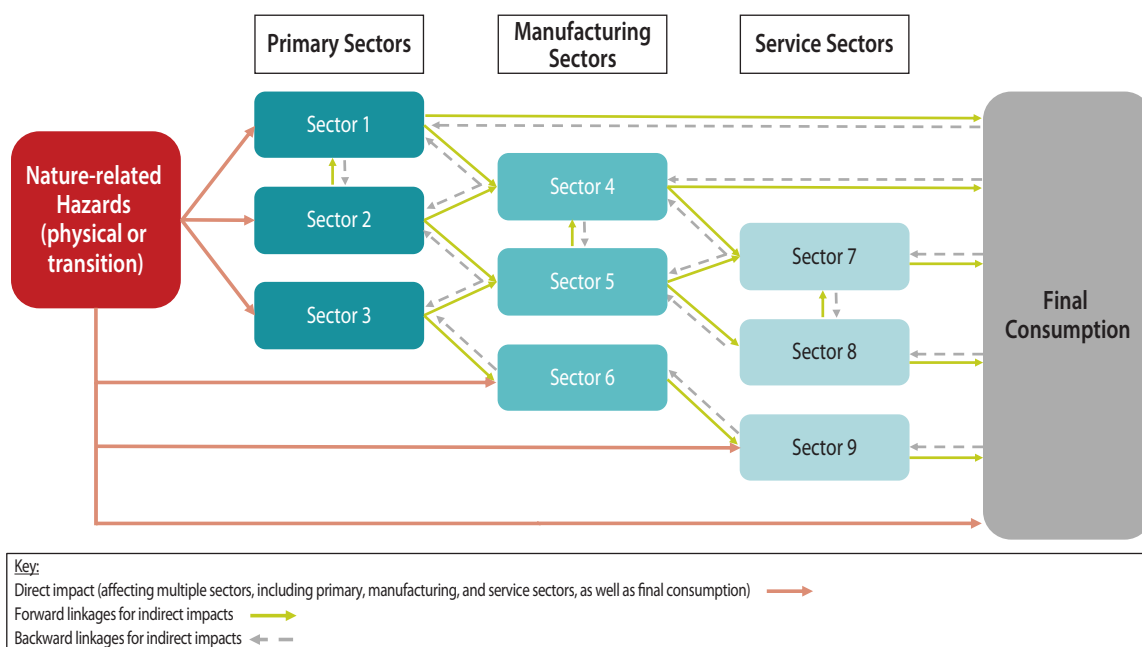 Primary Sectors
Manufacturing
Sectors
Service Sectors
Nature-related
Hazards
(physical or
transition)
Sector 1
Sector 2
Sector 3
Sector 4
Sector 5
Sector 6
Sector 7
Sector 8
Sector 9
Final
Consumption
Key:
Direct impact (affecting multiple sectors, including primary, manufacturing, and service sectors, as well as final consumption)
Forward linkages for indirect impacts
Backward linkages for indirect impacts